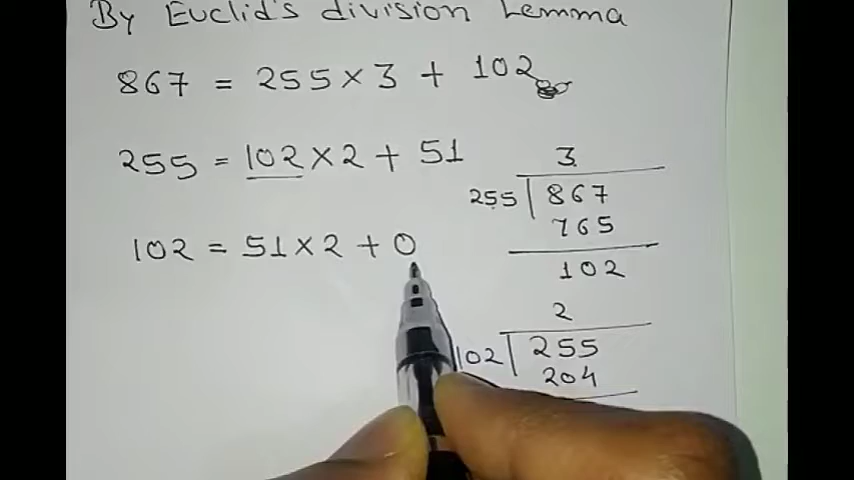 By Euclid's division Lemma
867 = 255 × 3 + 102
255 = 102 × 2 + 51
102 = 51 × 2 + 0
3
255 | 867
765
102
2
102 | 255
204